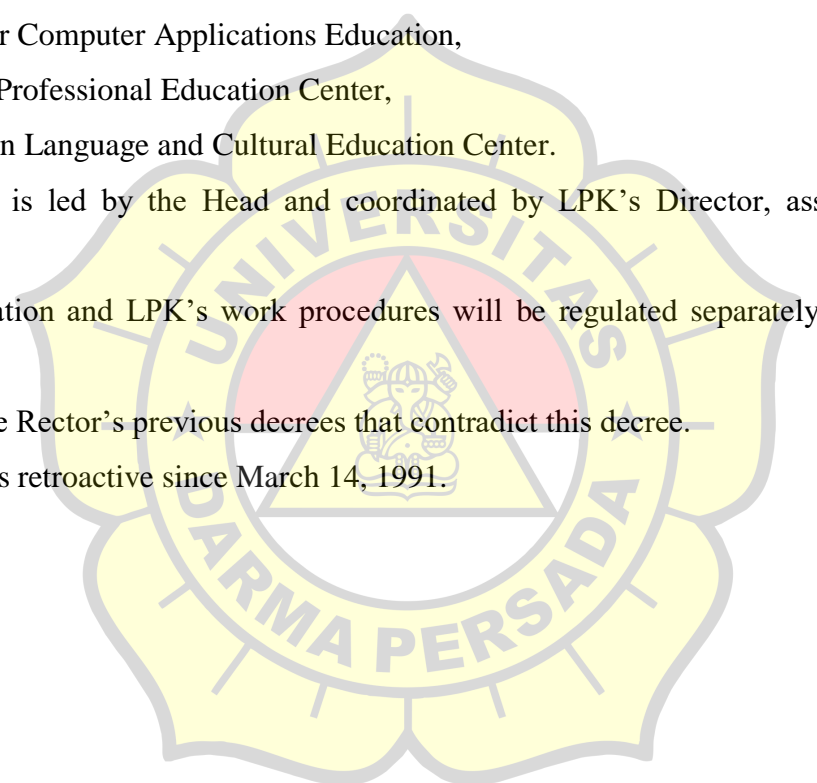 r Computer Applications Education,
Professional Education Center,
n Language and Cultural Education Center.
is led by the Head and coordinated by LPK’s Director, ass
ation and LPK’s work procedures will be regulated separately
e Rector’s previous decrees that contradict this decree.
s retroactive since March 14, 1991.
UNIVERSITAS
DARMA PERSADA